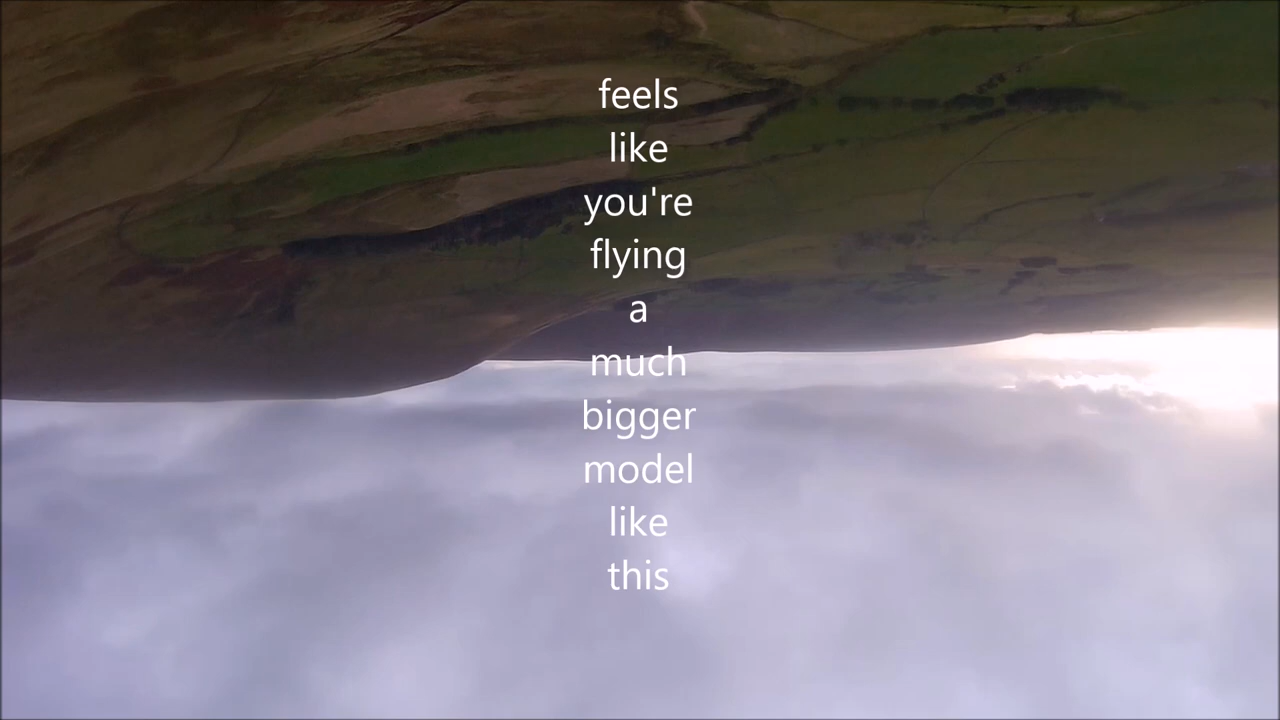 feels
like
you're
flying
a
much
bigger
model
like
this